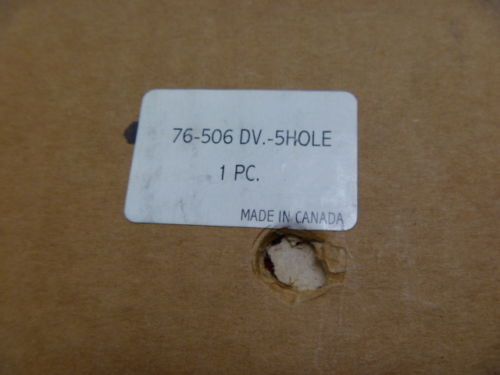 76-506 DV.-5HOLE
1 PC.
MADE IN CANADA